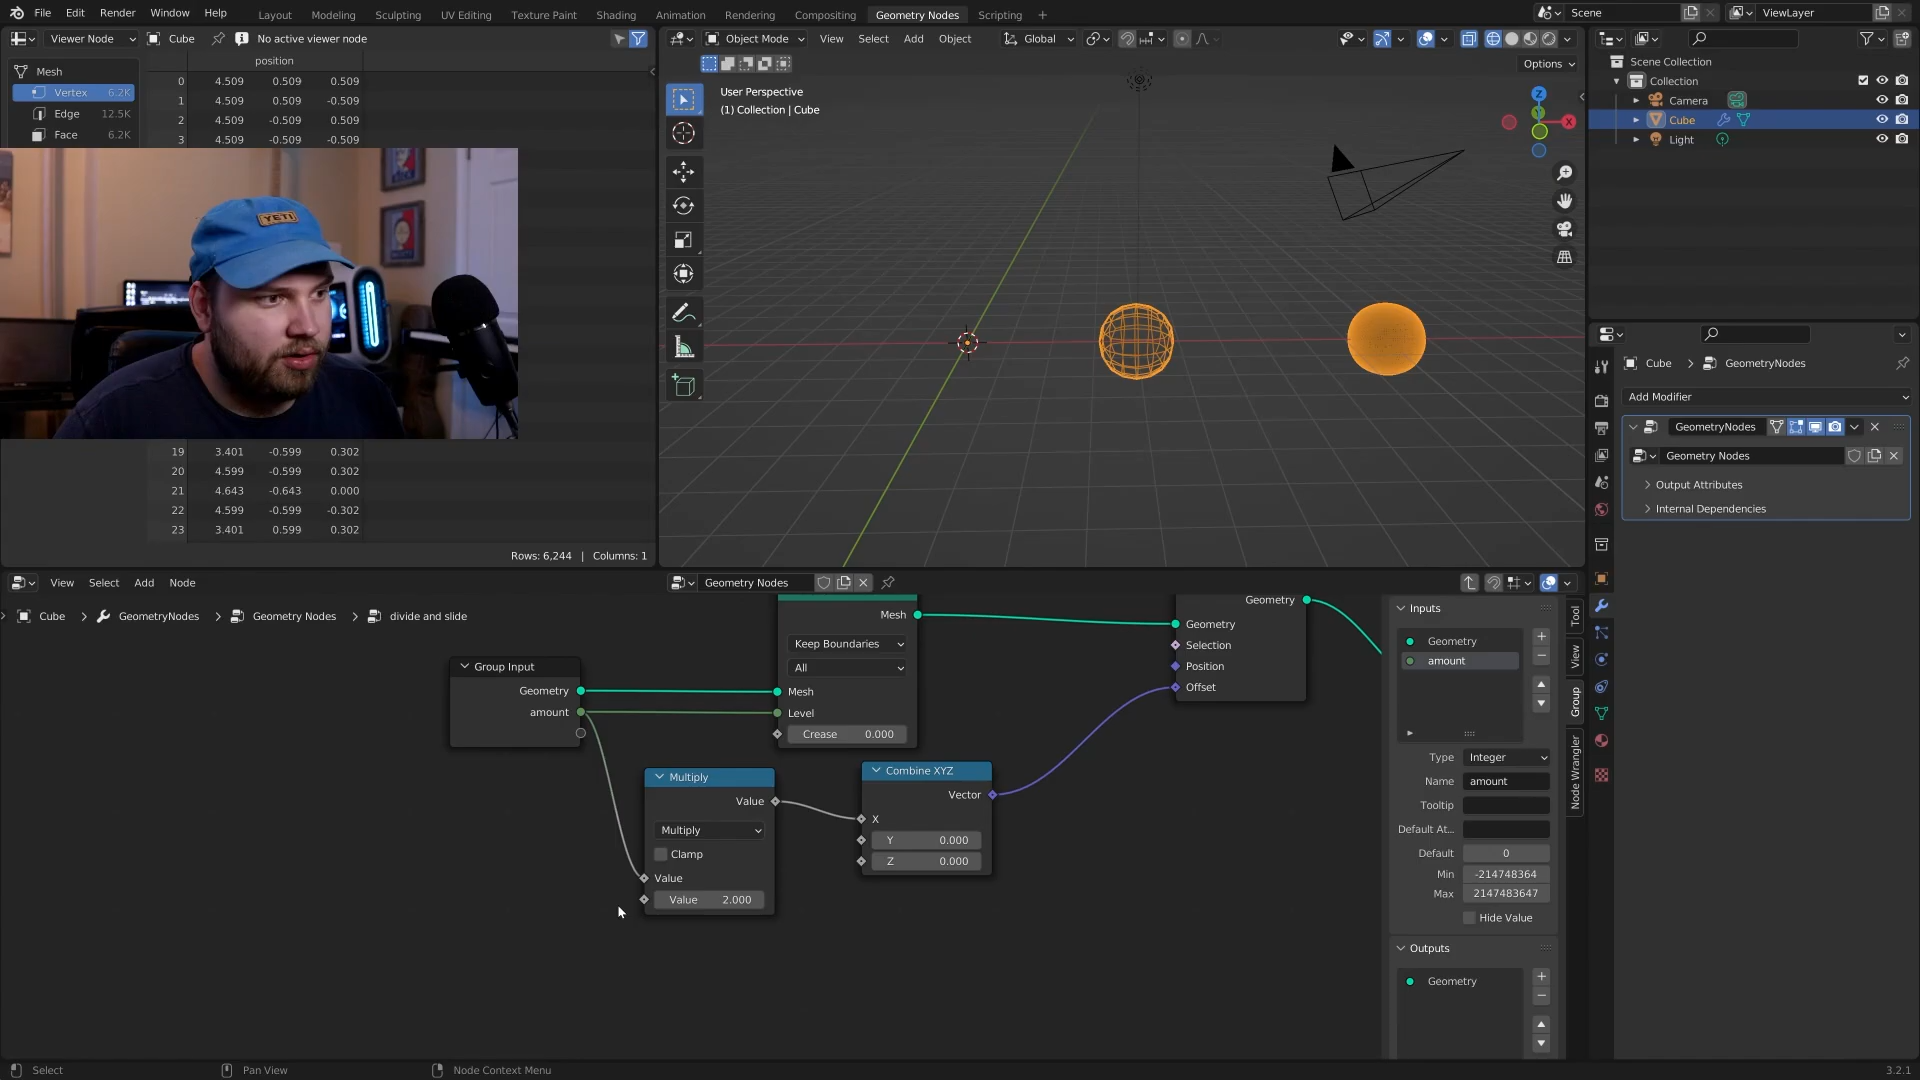 File Edit Render Window Help Layout Modeling Sculpting UV Editing Texture Paint Shading Animation Rendering Compositing Geometry Nodes Scripting + Scene ViewLayer
Viewer Node Cube No active viewer node
Object Mode View Select Add Object Global
Options
position
Mesh
Vertex 6.2K
Edge 12.5K
Face 6.2K
0 4.509 0.509 0.509
1 4.509 0.509 -0.509
2 4.509 -0.509 0.509
3 4.509 -0.509 -0.509
YETI
19 3.401 -0.599 0.302
20 4.599 -0.599 0.302
21 4.643 -0.643 0.000
22 4.599 -0.599 -0.302
23 3.401 0.599 0.302
Rows: 6,244 | Columns: 1
User Perspective
(1) Collection | Cube
Z
X
Scene Collection
Collection
Camera
Cube
Light
Cube > GeometryNodes
Add Modifier
GeometryNodes
Geometry Nodes
Output Attributes
Internal Dependencies
View Select Add Node Geometry Nodes
Cube > GeometryNodes > Geometry Nodes > divide and slide
Group Input
Geometry
amount
Mesh
Keep Boundaries
All
Mesh
Level
Crease 0.000
Multiply
Value
Multiply
Clamp
Value
Value 2.000
Combine XYZ
Vector
X
Y 0.000
Z 0.000
Geometry
Geometry
Selection
Position
Offset
Inputs
Geometry
amount
Type Integer
Name amount
Tooltip
Default At...
Default 0
Min -214748364
Max 2147483647
Hide Value
Outputs
Geometry
Tool
View
Group
Node Wrangler
Select Pan View Node Context Menu 3.2.1